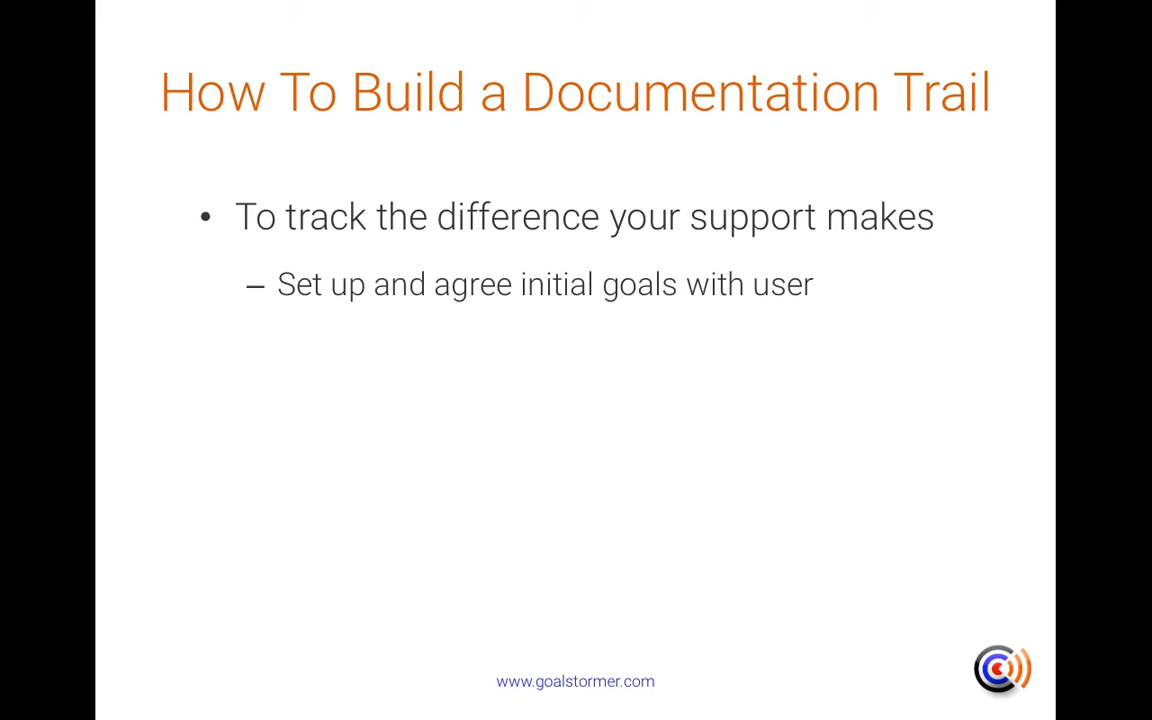 How To Build a Documentation Trail
• To track the difference your support makes
– Set up and agree initial goals with user
www.goalstormer.com